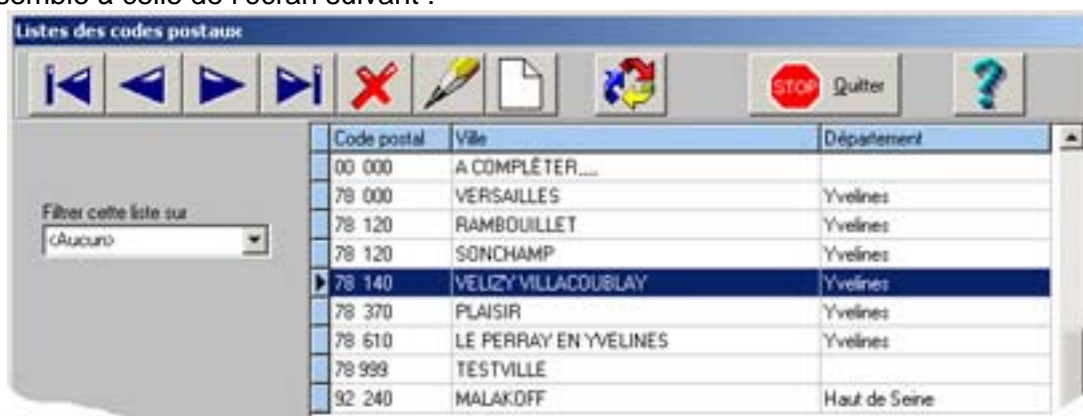 semble à celle de l'écran suivant :
Listes des codes postaux
STOP Quitter
Filtrer cette liste sur
<Aucun>
Code postal Ville Département
00 000 A COMPLÉTER....
78 000 VERSAILLES Yvelines
78 120 RAMBOUILLET Yvelines
78 120 SONCHAMP Yvelines
78 140 VELIZY VILLACOUBLAY Yvelines
78 370 PLAISIR Yvelines
78 610 LE PERRAY EN YVELINES Yvelines
78 999 TESTVILLE
92 240 MALAKOFF Haut de Seine